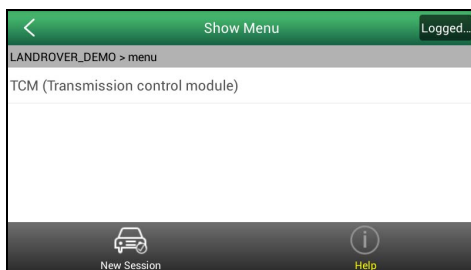 Show Menu
Logged...
LANDROVER_DEMO > menu
TCM (Transmission control module)
New Session
Help